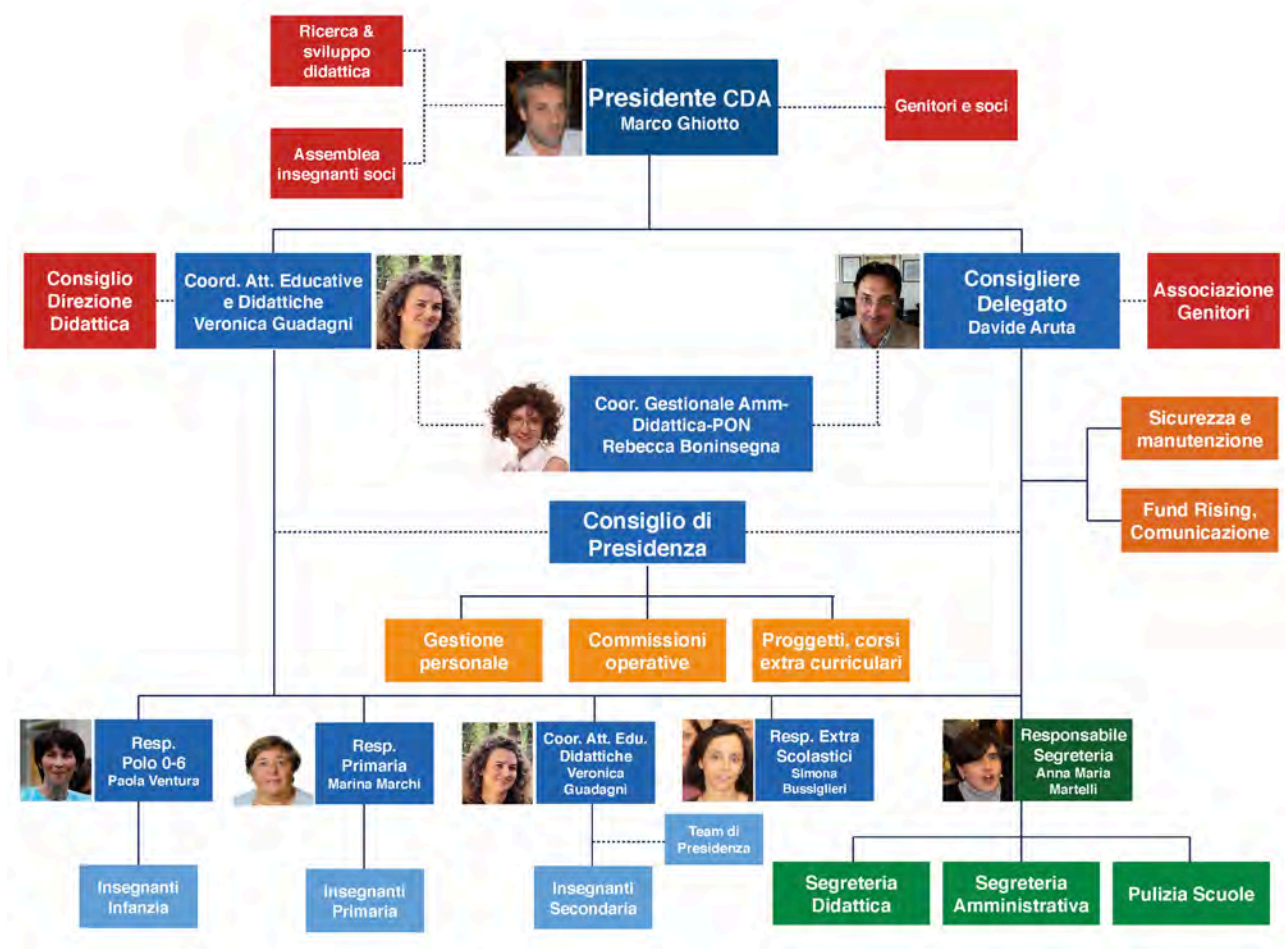 Ricerca &
sviluppo
didattica
Presidente CDA
Marco Ghiotto
Genitori e soci
Assemblea
insegnanti soci
Consiglio
Direzione
Didattica
Coord. Att. Educative
e Didattiche
Veronica Guadagni
Consigliere
Delegato
Davide Aruta
Associazione
Genitori
Coor. Gestionale Amm-
Didattica-PON
Rebecca Boninsegna
Sicurezza e
manutenzione
Fund Rising,
Comunicazione
Consiglio di
Presidenza
Gestione
personale
Commissioni
operative
Proggetti, corsi
extra curriculari
Resp.
Polo 0-6
Paola Ventura
Resp.
Primaria
Marina Marchi
Coor. Att. Edu.
Didattiche
Veronica
Guadagni
Resp. Extra
Scolastici
Simona
Bussiglieri
Responsabile
Segreteria
Anna Maria
Martelli
Team di
Presidenza
Insegnanti
Infanzia
Insegnanti
Primaria
Insegnanti
Secondaria
Segreteria
Didattica
Segreteria
Amministrativa
Pulizia Scuole